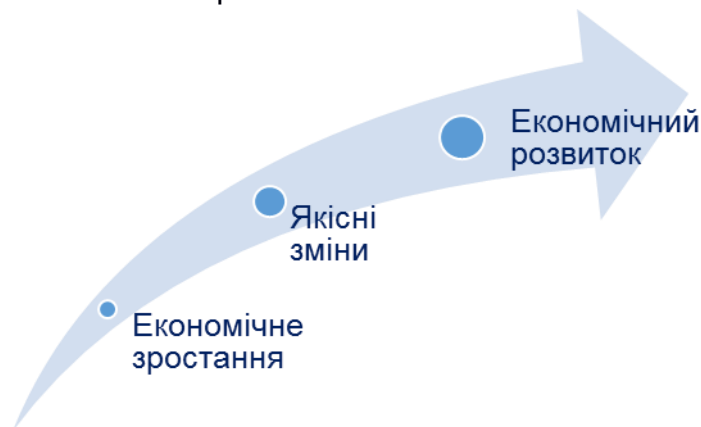 Економічний
розвиток
Якісні
зміни
Економічне
зростання